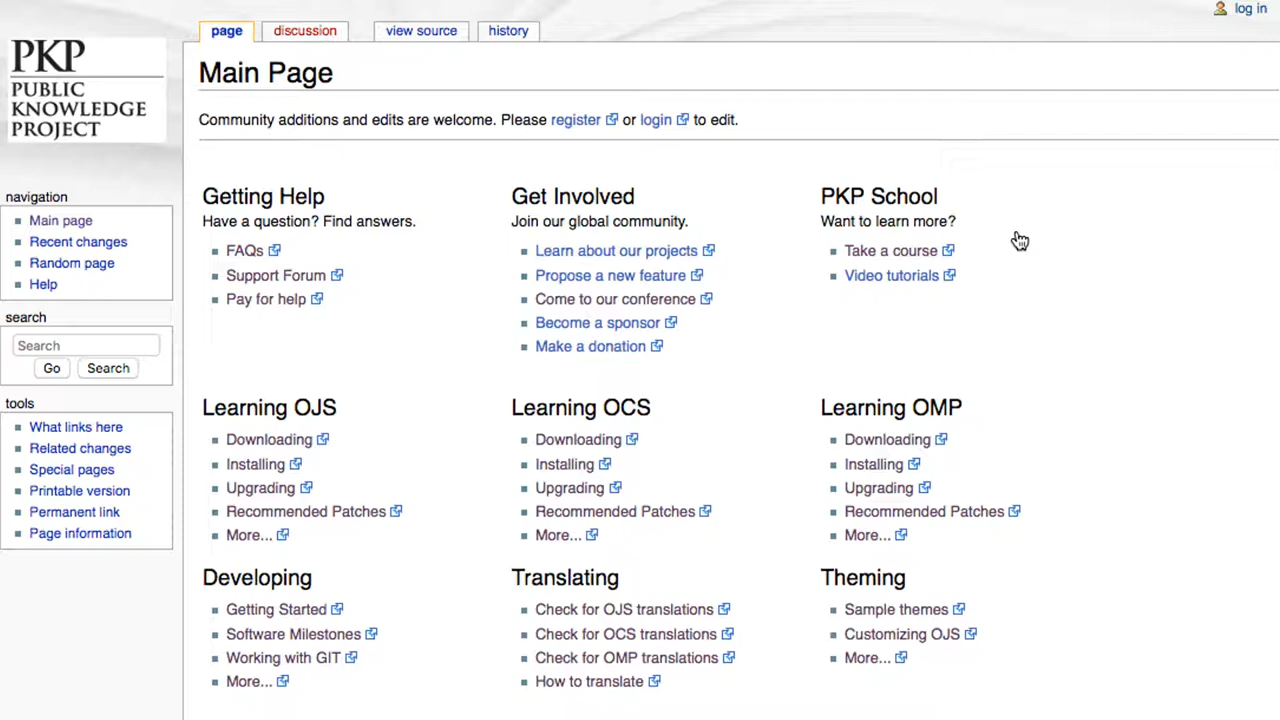 log in
page
discussion
view source
history
PKP
PUBLIC
KNOWLEDGE
PROJECT
Main Page
Community additions and edits are welcome. Please register or login to edit.
navigation
Main page
Recent changes
Random page
Help
search
Search
Go
Search
tools
What links here
Related changes
Special pages
Printable version
Permanent link
Page information
Getting Help
Have a question? Find answers.
FAQs
Support Forum
Pay for help
Get Involved
Join our global community.
Learn about our projects
Propose a new feature
Come to our conference
Become a sponsor
Make a donation
PKP School
Want to learn more?
Take a course
Video tutorials
Learning OJS
Downloading
Installing
Upgrading
Recommended Patches
More...
Learning OCS
Downloading
Installing
Upgrading
Recommended Patches
More...
Learning OMP
Downloading
Installing
Upgrading
Recommended Patches
More...
Developing
Getting Started
Software Milestones
Working with GIT
More...
Translating
Check for OJS translations
Check for OCS translations
Check for OMP translations
How to translate
Theming
Sample themes
Customizing OJS
More...